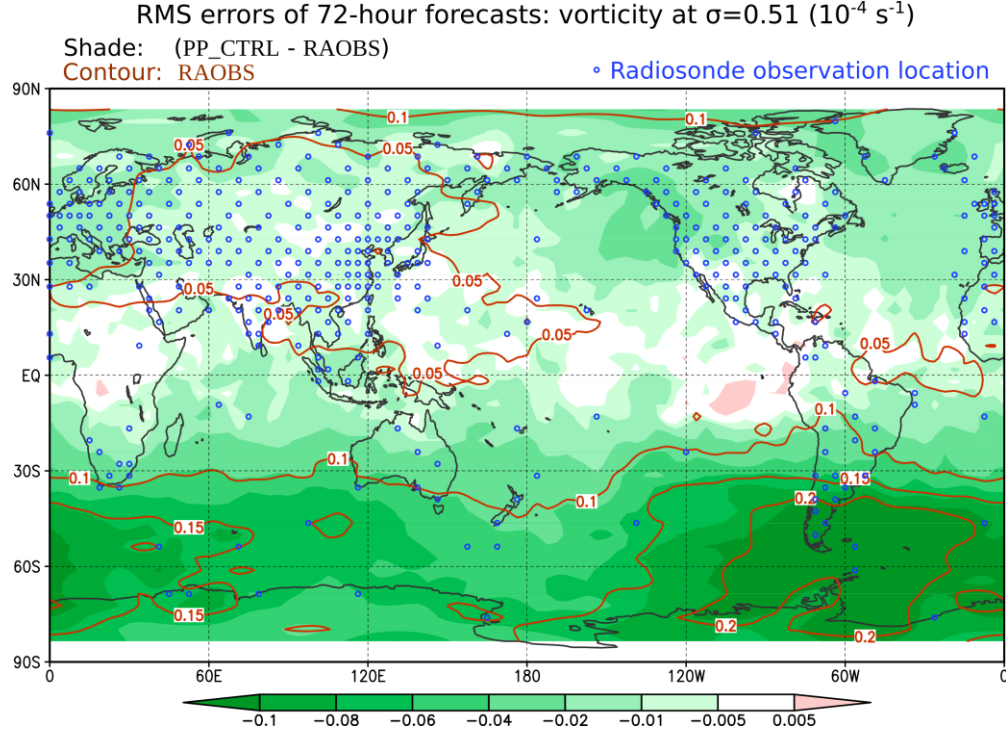 RMS errors of 72-hour forecasts: vorticity at σ=0.51 (10⁻⁴ s⁻¹)
Shade: (PP_CTRL - RAOBS)
Contour: RAOBS
Radiosonde observation location
90N
0.1
0.1
0.05
0.05
60N
30N
0.05
0.05
0.05
0.05
0.05
0.05
EQ
0.1
30S
0.1
0.1
0.15
0.2
0.15
60S
0.15
0.2
0.2
90S
0 60E 120E 180 120W 60W 0
−0.1 −0.08 −0.06 −0.04 −0.02 −0.01 −0.005 0.005